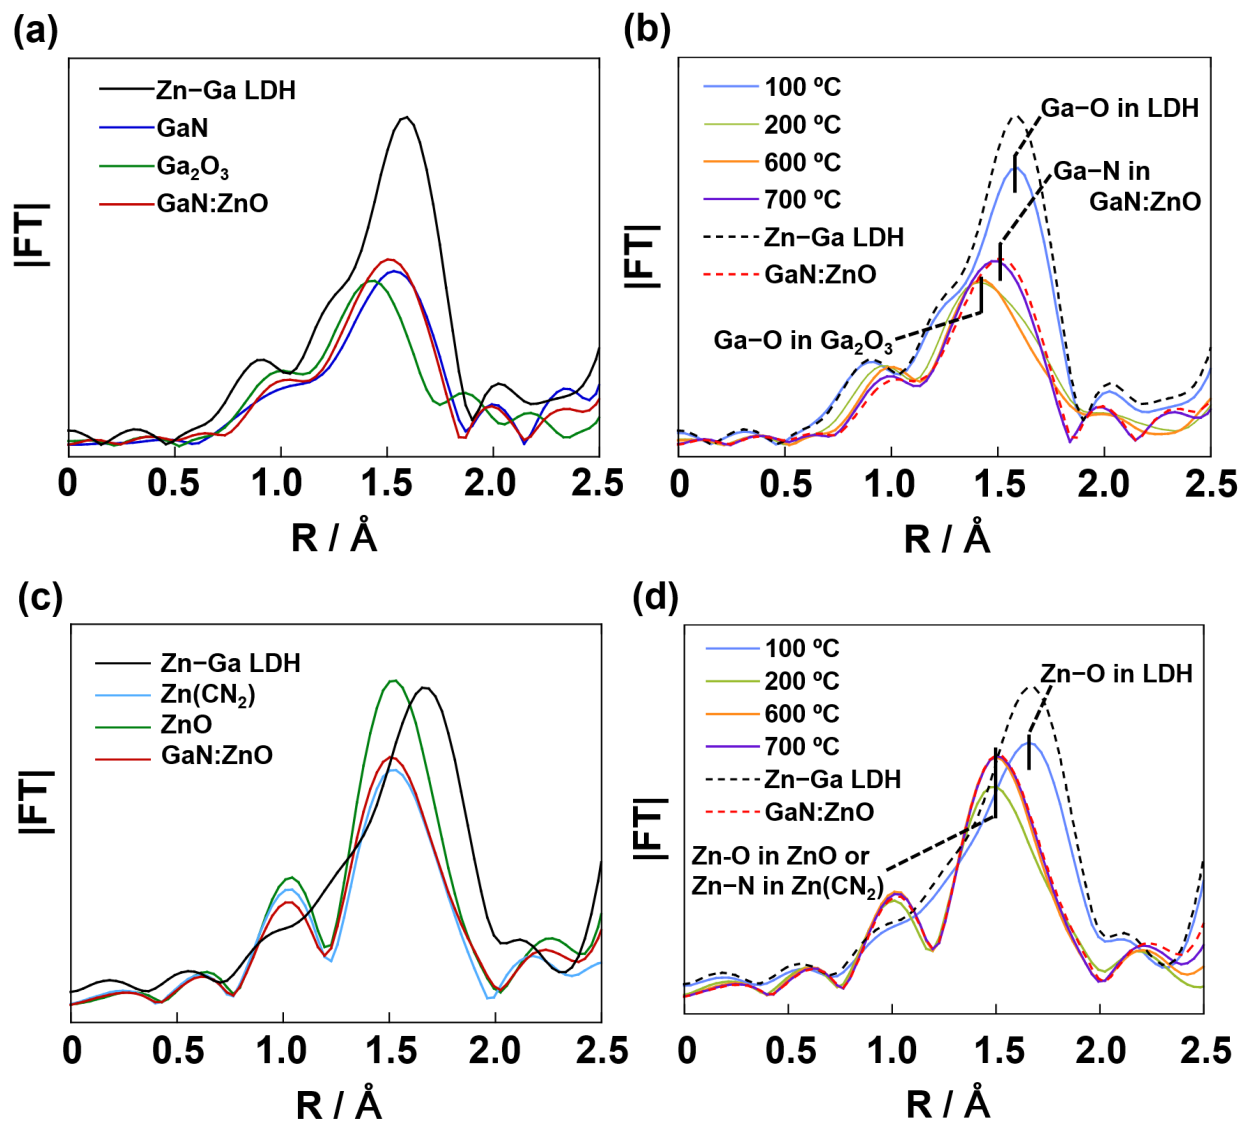 (a)
|FT|
Zn−Ga LDH
GaN
Ga₂O₃
GaN:ZnO
0 0.5 1.0 1.5 2.0 2.5
R / Å
(b)
|FT|
100 ºC
200 ºC
600 ºC
700 ºC
Zn−Ga LDH
GaN:ZnO
Ga−O in LDH
Ga−N in
GaN:ZnO
Ga−O in Ga₂O₃
0 0.5 1.0 1.5 2.0 2.5
R / Å
(c)
|FT|
Zn−Ga LDH
Zn(CN₂)
ZnO
GaN:ZnO
0 0.5 1.0 1.5 2.0 2.5
R / Å
(d)
|FT|
100 ºC
200 ºC
600 ºC
700 ºC
Zn−Ga LDH
GaN:ZnO
Zn−O in LDH
Zn-O in ZnO or
Zn−N in Zn(CN₂)
0 0.5 1.0 1.5 2.0 2.5
R / Å